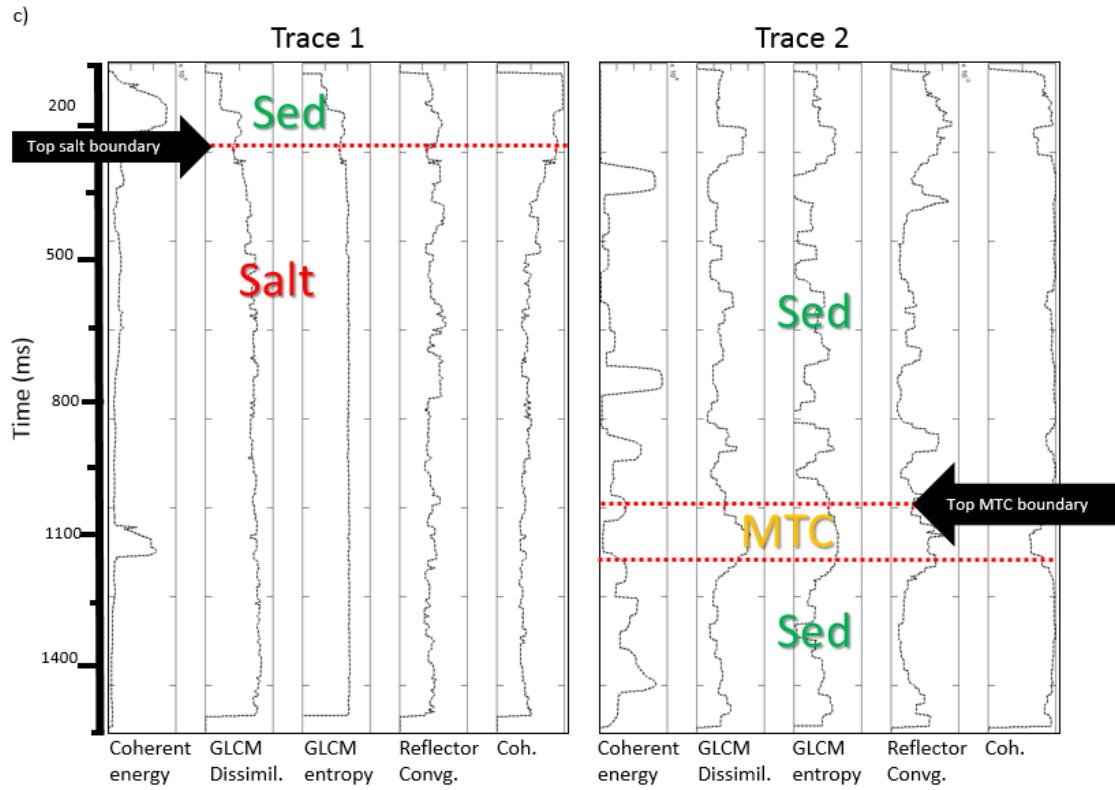 c)
Trace 1
Trace 2
200
Sed
Top salt boundary
500
Salt
Sed
Time (ms)
800
Top MTC boundary
1100
MTC
Sed
1400
Coherent
energy
GLCM
Dissimil.
GLCM
entropy
Reflector
Convg.
Coh.
Coherent
energy
GLCM
Dissimil.
GLCM
entropy
Reflector
Convg.
Coh.